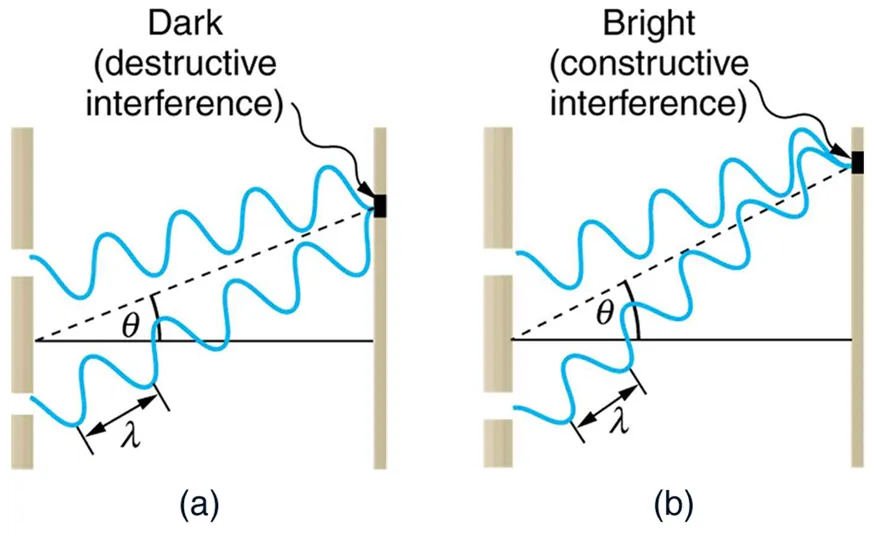 Dark
(destructive
interference)
θ
λ
(a)
Bright
(constructive
interference)
θ
λ
(b)